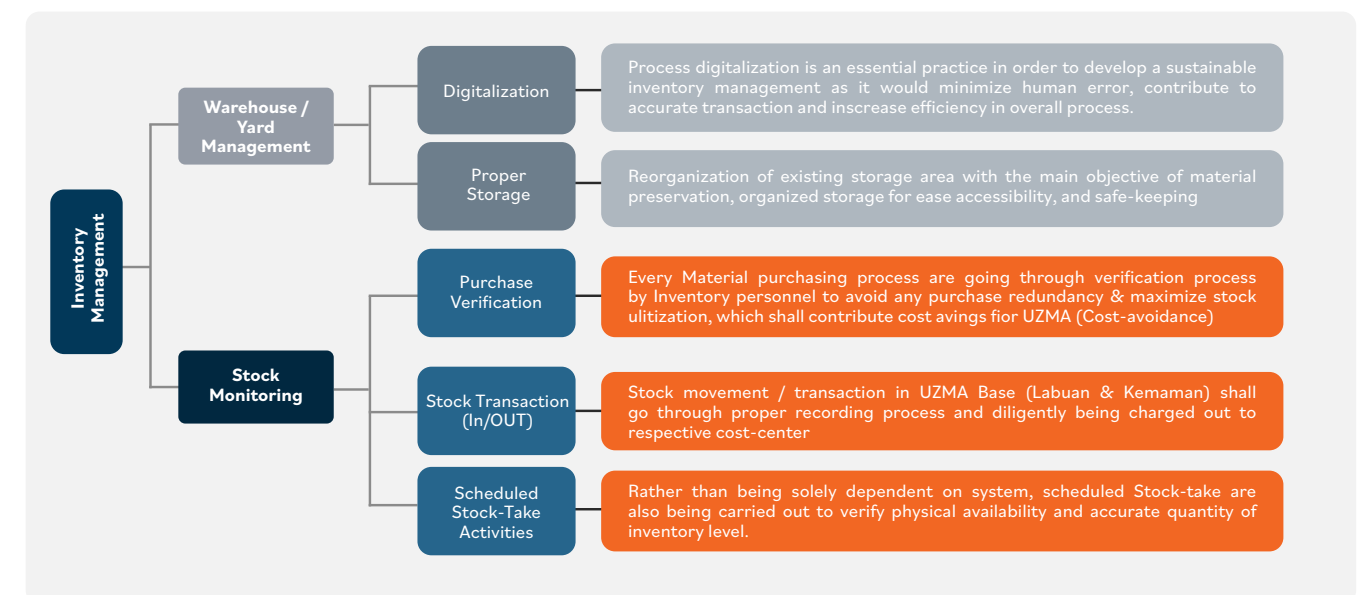 Inventory
Management
Warehouse /
Yard
Management
Digitalization
Process digitalization is an essential practice in order to develop a sustainable
inventory management as it would minimize human error, contribute to
accurate transaction and inscrease efficiency in overall process.
Proper
Storage
Reorganization of existing storage area with the main objective of material
preservation, organized storage for ease accessibility, and safe-keeping
Stock
Monitoring
Purchase
Verification
Every Material purchasing process are going through verification process
by Inventory personnel to avoid any purchase redundancy & maximize stock
ulitization, which shall contribute cost avings fior UZMA (Cost-avoidance)
Stock Transaction
(In/OUT)
Stock movement / transaction in UZMA Base (Labuan & Kemaman) shall
go through proper recording process and diligently being charged out to
respective cost-center
Scheduled
Stock-Take
Activities
Rather than being solely dependent on system, scheduled Stock-take are
also being carried out to verify physical availability and accurate quantity of
inventory level.